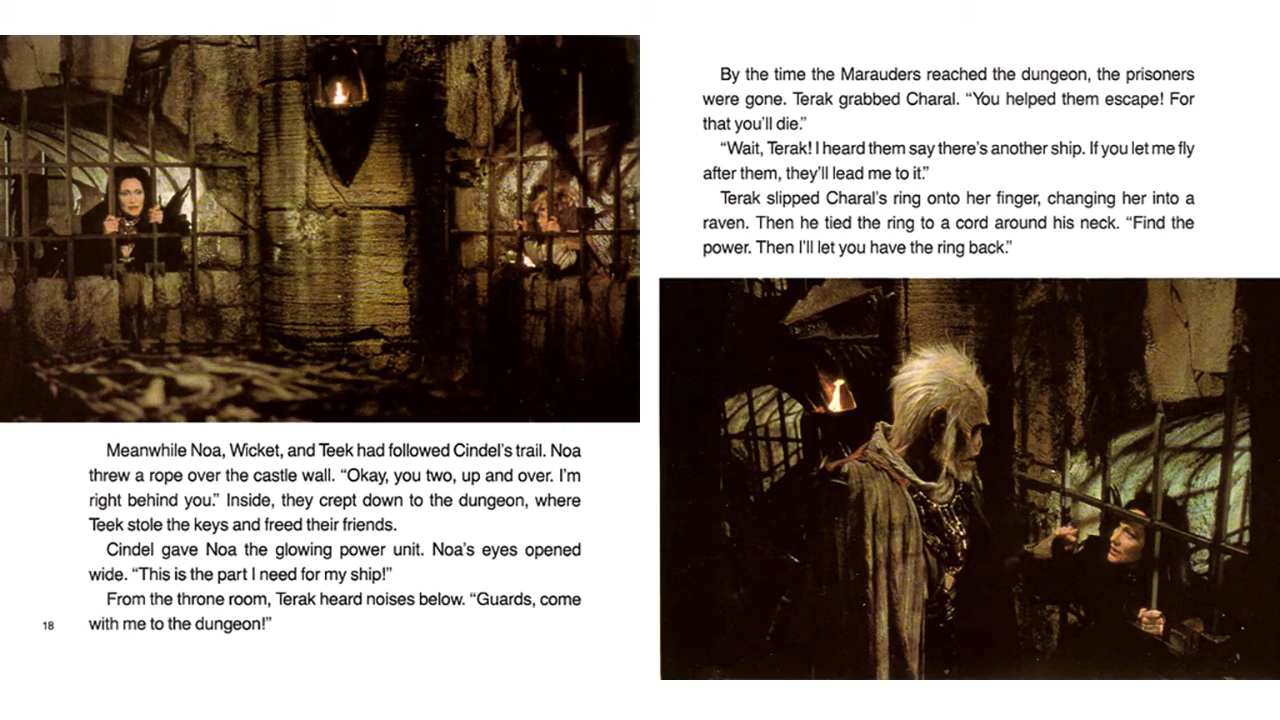 Meanwhile Noa, Wicket, and Teek had followed Cindel's trail. Noa
threw a rope over the castle wall. “Okay, you two, up and over. I'm
right behind you.” Inside, they crept down to the dungeon, where
Teek stole the keys and freed their friends.
Cindel gave Noa the glowing power unit. Noa's eyes opened
wide. “This is the part I need for my ship!”
From the throne room, Terak heard noises below. “Guards, come
with me to the dungeon!”
18
By the time the Marauders reached the dungeon, the prisoners
were gone. Terak grabbed Charal. “You helped them escape! For
that you'll die.”
“Wait, Terak! I heard them say there's another ship. If you let me fly
after them, they'll lead me to it.”
Terak slipped Charal's ring onto her finger, changing her into a
raven. Then he tied the ring to a cord around his neck. “Find the
power. Then I'll let you have the ring back.”